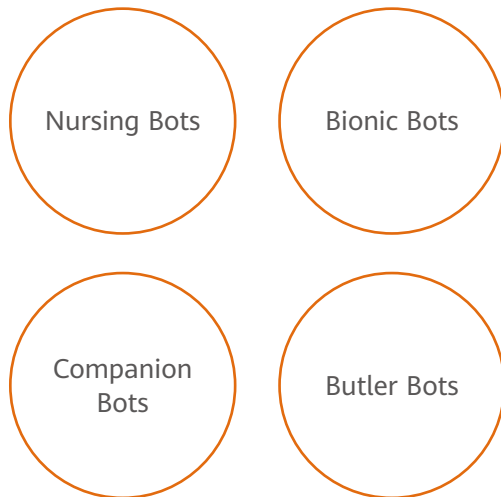 Nursing Bots
Bionic Bots
Companion
Bots
Butler Bots